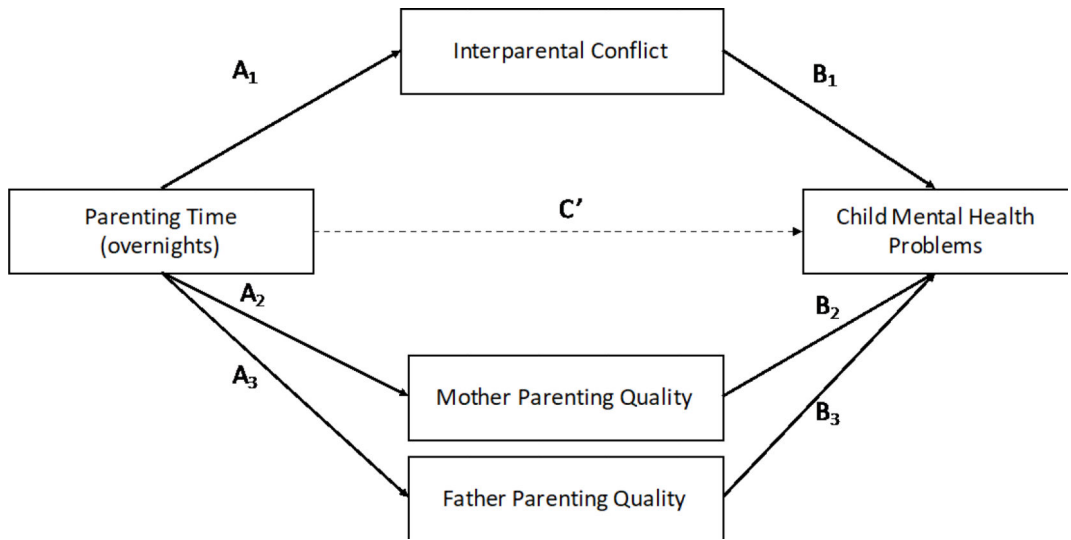 Interparental Conflict
A₁
B₁
Parenting Time
(overnights)
C’
Child Mental Health
Problems
A₂
B₂
A₃
B₃
Mother Parenting Quality
Father Parenting Quality